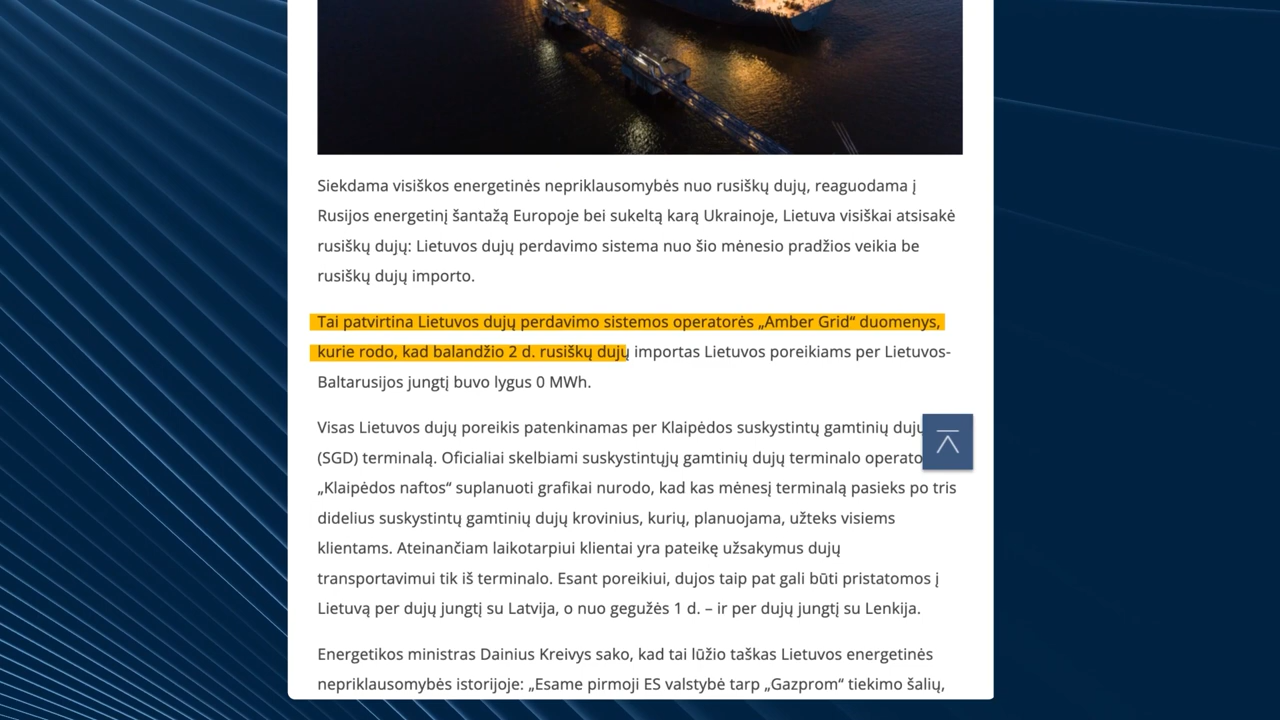 Siekdama visiškos energetinės nepriklausomybės nuo rusiškų dujų, reaguodama į
Rusijos energetinį šantažą Europoje bei sukeltą karą Ukrainoje, Lietuva visiškai atsisakė
rusiškų dujų: Lietuvos dujų perdavimo sistema nuo šio mėnesio pradžios veikia be
rusiškų dujų importo.
Tai patvirtina Lietuvos dujų perdavimo sistemos operatorės „Amber Grid“ duomenys,
kurie rodo, kad balandžio 2 d. rusiškų dujų importas Lietuvos poreikiams per Lietuvos-
Baltarusijos jungtį buvo lygus 0 MWh.
Visas Lietuvos dujų poreikis patenkinamas per Klaipėdos suskystintų gamtinių dujų
(SGD) terminalą. Oficialiai skelbiami suskystintųjų gamtinių dujų terminalo operato
„Klaipėdos naftos“ suplanuoti grafikai nurodo, kad kas mėnesį terminalą pasieks po tris
didelius suskystintų gamtinių dujų krovinius, kurių, planuojama, užteks visiems
klientams. Ateinančiam laikotarpiui klientai yra pateikę užsakymus dujų
transportavimui tik iš terminalo. Esant poreikiui, dujos taip pat gali būti pristatomos į
Lietuvą per dujų jungtį su Latvija, o nuo gegužės 1 d. – ir per dujų jungtį su Lenkija.
Energetikos ministras Dainius Kreivys sako, kad tai lūžio taškas Lietuvos energetinės
nepriklausomybės istorijoje: „Esame pirmoji ES valstybė tarp „Gazprom“ tiekimo šalių,